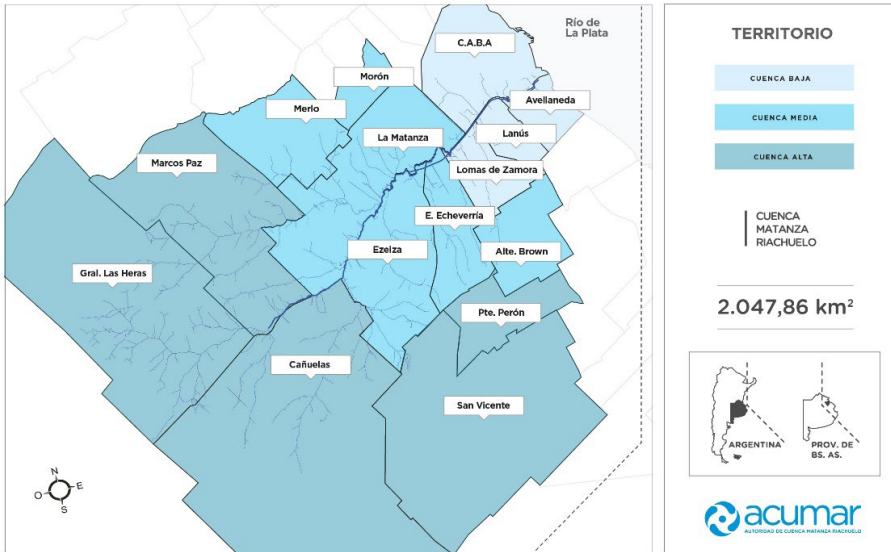 Río de
La Plata
C.A.B.A
Morón
Merlo
Avellaneda
La Matanza
Lanús
Marcos Paz
Lomas de Zamora
E. Echeverría
Ezeiza
Alte. Brown
Gral. Las Heras
Pte. Perón
Cañuelas
San Vicente
N
O
E
S
TERRITORIO
CUENCA BAJA
CUENCA MEDIA
CUENCA ALTA
CUENCA
MATANZA
RIACHUELO
2.047,86 km²
ARGENTINA
PROV. DE
BS. AS.
acumar
AUTORIDAD DE CUENCA MATANZA RIACHUELO